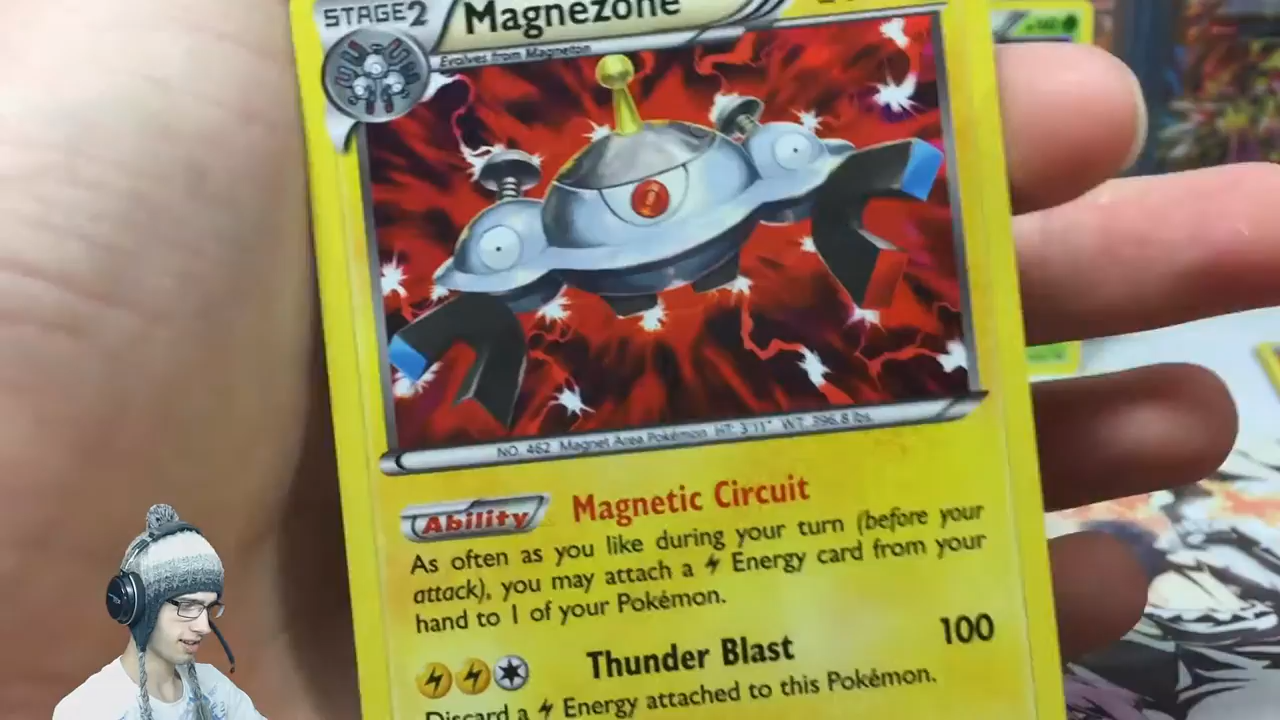 STAGE2
Magnezone
Evolves from Magneton
NO. 462 Magnet Area Pokémon HT: 3'11" WT: 396.8 lbs.
Ability Magnetic Circuit
As often as you like during your turn (before your
attack), you may attach a Energy card from your
hand to 1 of your Pokémon.
Thunder Blast 100
Discard a Energy attached to this Pokémon.